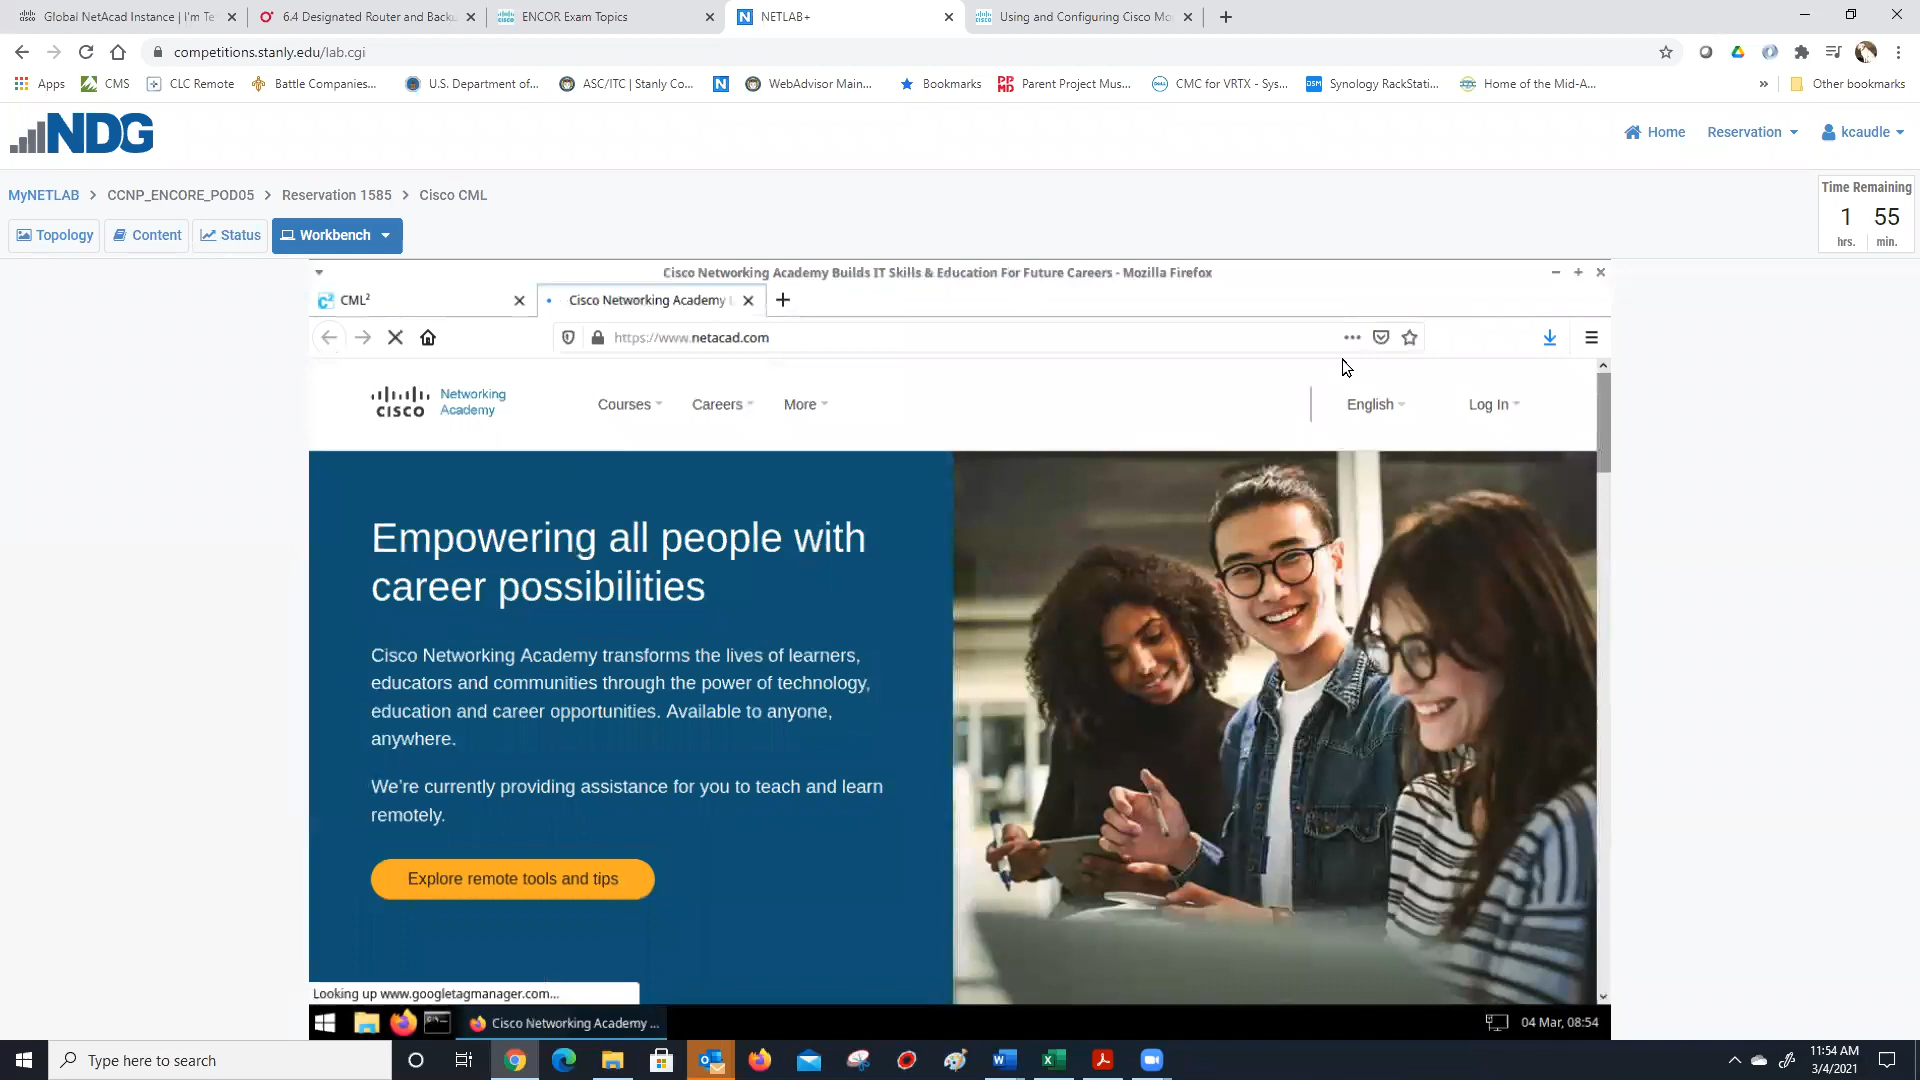 Global NetAcad Instance | I'm Te
6.4 Designated Router and Backu
ENCOR Exam Topics
NETLAB+
Using and Configuring Cisco Mo
competitions.stanly.edu/lab.cgi
Apps
CMS
CLC Remote
Battle Companies...
U.S. Department of...
ASC/ITC | Stanly Co...
WebAdvisor Main...
Bookmarks
Parent Project Mus...
CMC for VRTX - Sys...
Synology RackStati...
Home of the Mid-A...
»
Other bookmarks
NDG
Home
Reservation
kcaudle
MyNETLAB > CCNP_ENCORE_POD05 > Reservation 1585 > Cisco CML
Time Remaining
1 55
hrs. min.
Topology
Content
Status
Workbench
Cisco Networking Academy Builds IT Skills & Education For Future Careers - Mozilla Firefox
CML²
Cisco Networking Academy
https://www.netacad.com
CISCO
Networking
Academy
Courses
Careers
More
English
Log In
Empowering all people with
career possibilities
Cisco Networking Academy transforms the lives of learners,
educators and communities through the power of technology,
education and career opportunities. Available to anyone,
anywhere.
We're currently providing assistance for you to teach and learn
remotely.
Explore remote tools and tips
Looking up www.googletagmanager.com...
Cisco Networking Academy ...
04 Mar, 08:54
Type here to search
11:54 AM
3/4/2021